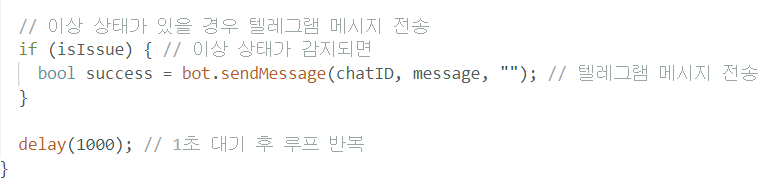 // 이상 상태가 있을 경우 텔레그램 메시지 전송
if (isIssue) { // 이상 상태가 감지되면
bool success = bot.sendMessage(chatID, message, ""); // 텔레그램 메시지 전송
}
delay(1000); // 1초 대기 후 루프 반복
}